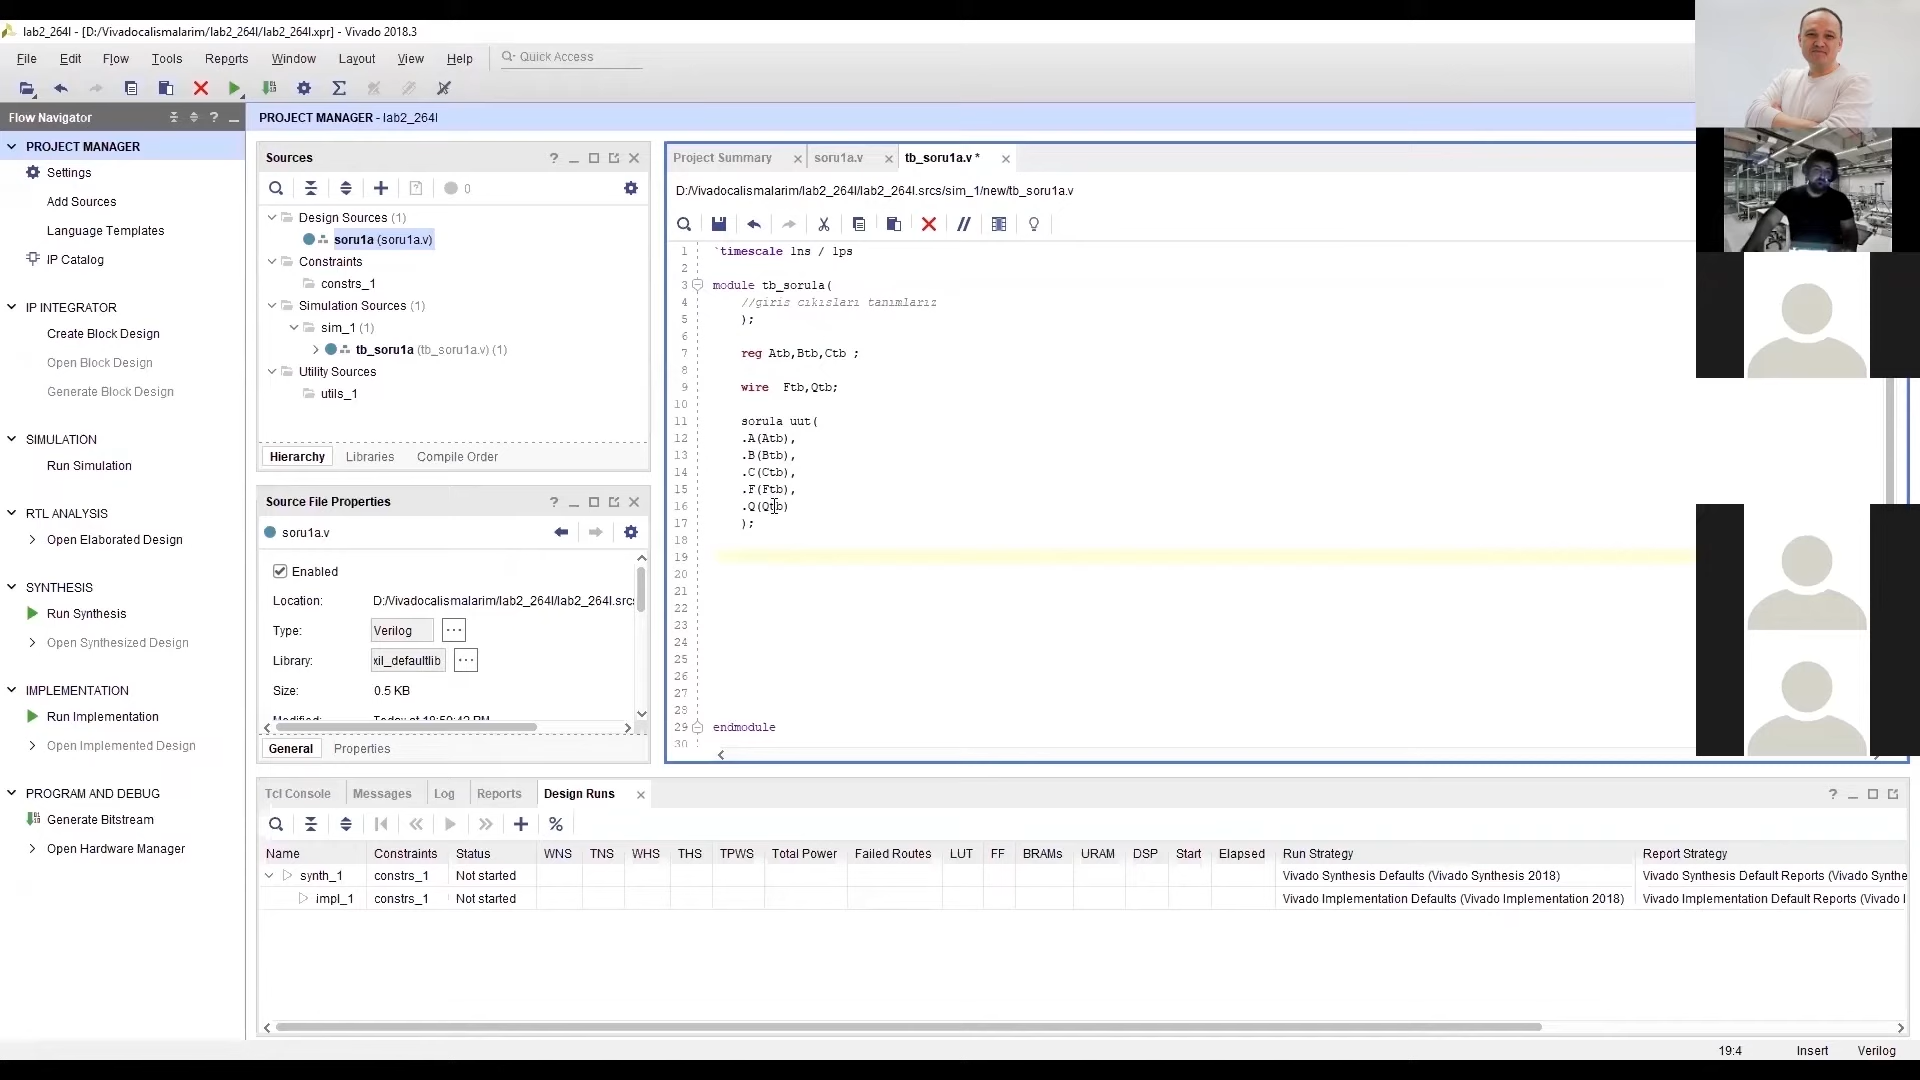 lab2_264l - [D:/Vivadocalismalarim/lab2_264l/lab2_264l.xpr] - Vivado 2018.3
File Edit Flow Tools Reports Window Layout View Help Quick Access
Flow Navigator
PROJECT MANAGER
Settings
Add Sources
Language Templates
IP Catalog
IP INTEGRATOR
Create Block Design
Open Block Design
Generate Block Design
SIMULATION
Run Simulation
RTL ANALYSIS
Open Elaborated Design
SYNTHESIS
Run Synthesis
Open Synthesized Design
IMPLEMENTATION
Run Implementation
Open Implemented Design
PROGRAM AND DEBUG
Generate Bitstream
Open Hardware Manager
PROJECT MANAGER - lab2_264l
Sources
0
Design Sources (1)
soru1a (soru1a.v)
Constraints
constrs_1
Simulation Sources (1)
sim_1 (1)
tb_soru1a (tb_soru1a.v) (1)
Utility Sources
utils_1
Hierarchy Libraries Compile Order
Source File Properties
soru1a.v
Enabled
Location: D:/Vivadocalismalarim/lab2_264l/lab2_264l.srcs
Type: Verilog
Library: xil_defaultlib
Size: 0.5 KB
General Properties
Project Summary soru1a.v tb_soru1a.v *
D:/Vivadocalismalarim/lab2_264l/lab2_264l.srcs/sim_1/new/tb_soru1a.v
1 `timescale 1ns / 1ps
2
3 module tb_soru1a(
4 //giris cıkısları tanımlarız
5 );
6
7 reg Atb,Btb,Ctb ;
8
9 wire Ftb,Qtb;
10
11 soru1a uut(
12 .A(Atb),
13 .B(Btb),
14 .C(Ctb),
15 .F(Ftb),
16 .Q(Qtb)
17 );
18
19
20
21
22
23
24
25
26
27
28
29 endmodule
30
Tcl Console Messages Log Reports Design Runs
Name Constraints Status WNS TNS WHS THS TPWS Total Power Failed Routes LUT FF BRAMs URAM DSP Start Elapsed Run Strategy Report Strategy
synth_1 constrs_1 Not started Vivado Synthesis Defaults (Vivado Synthesis 2018) Vivado Synthesis Default Reports (Vivado Synthe
impl_1 constrs_1 Not started Vivado Implementation Defaults (Vivado Implementation 2018) Vivado Implementation Default Reports (Vivado I
19:4 Insert Verilog